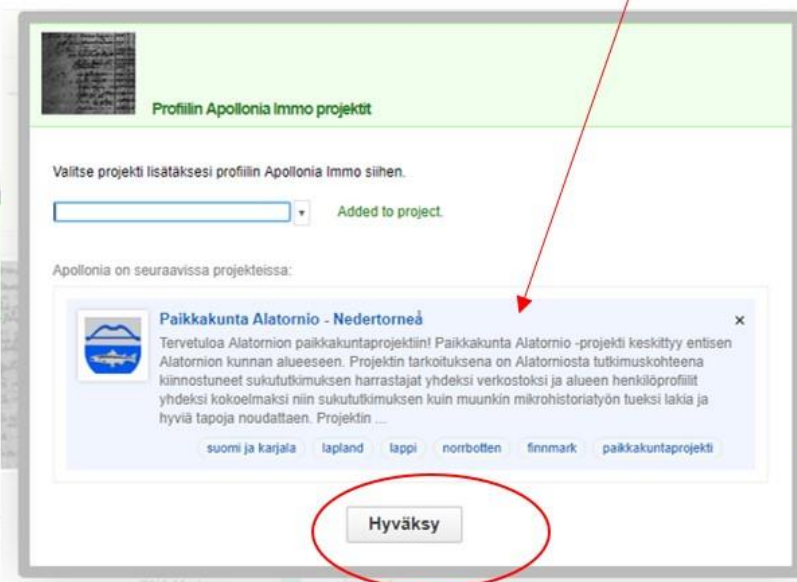 Profiilin Apollonia Immo projektit
Valitse projekti lisätäksesi profiilin Apollonia Immo siihen.
Added to project.
Apollonia on seuraavissa projekteissa:
Paikkakunta Alatornio - Nedertorneå
×
Tervetuloa Alatornion paikkakuntaprojektiin! Paikkakunta Alatornio -projekti keskittyy entisen
Alatornion kunnan alueeseen. Projektin tarkoituksena on Alatorniosta tutkimuskohteena
kiinnostuneet sukututkimuksen harrastajat yhdeksi verkostoksi ja alueen henkilöprofiilit
yhdeksi kokoelmaksi niin sukututkimuksen kuin muunkin mikrohistoriatyön tueksi lakia ja
hyviä tapoja noudattaen. Projektin ...
suomi ja karjala lapland lappi norrbotten finnmark paikkakuntaprojekti
Hyväksy